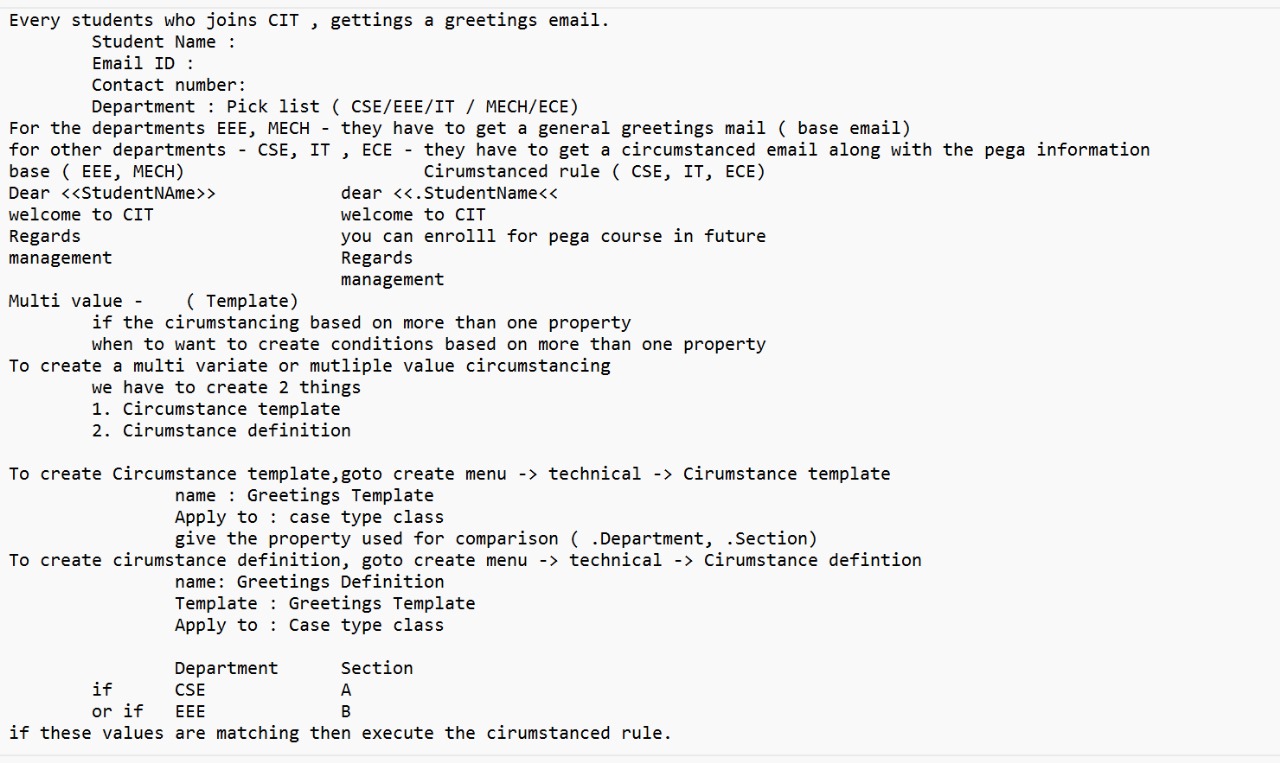 Every students who joins CIT , gettings a greetings email.
Student Name :
Email ID :
Contact number:
Department : Pick list ( CSE/EEE/IT / MECH/ECE)
For the departments EEE, MECH - they have to get a general greetings mail ( base email)
for other departments - CSE, IT , ECE - they have to get a circumstanced email along with the pega information
base ( EEE, MECH) Cirumstanced rule ( CSE, IT, ECE)
Dear <<StudentNAme>> dear <<.StudentName<<
welcome to CIT welcome to CIT
Regards you can enrolll for pega course in future
management Regards
management
Multi value - ( Template)
if the cirumstancing based on more than one property
when to want to create conditions based on more than one property
To create a multi variate or mutliple value circumstancing
we have to create 2 things
1. Circumstance template
2. Cirumstance definition
To create Circumstance template,goto create menu -> technical -> Cirumstance template
name : Greetings Template
Apply to : case type class
give the property used for comparison ( .Department, .Section)
To create cirumstance definition, goto create menu -> technical -> Cirumstance defintion
name: Greetings Definition
Template : Greetings Template
Apply to : Case type class
Department Section
if CSE A
or if EEE B
if these values are matching then execute the cirumstanced rule.